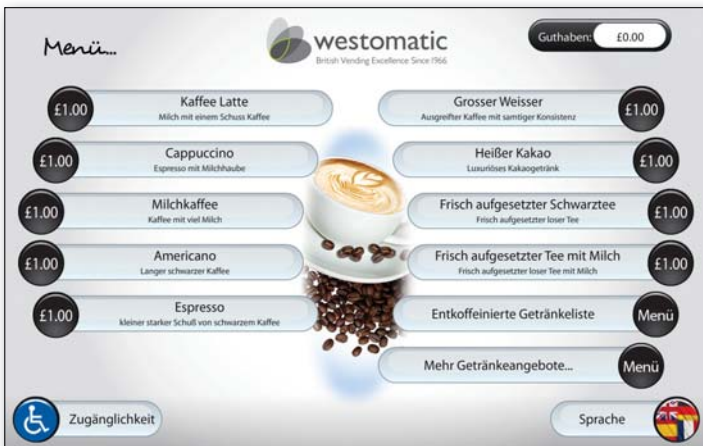 Menü...
westomatic
British Vending Excellence Since 1966
Guthaben: £0.00
£1.00 Kaffee Latte
Milch mit einem Schuss Kaffee
£1.00 Cappuccino
Espresso mit Milchhaube
£1.00 Milchkaffee
Kaffee mit viel Milch
£1.00 Americano
Langer schwarzer Kaffee
£1.00 Espresso
kleiner starker Schuß von schwarzem Kaffee
Grosser Weisser £1.00
Ausgreifter Kaffee mit samtiger Konsistenz
Heißer Kakao £1.00
Luxuriöses Kakaogetränk
Frisch aufgesetzter Schwarztee £1.00
Frisch aufgesetzter loser Tee
Frisch aufgesetzter Tee mit Milch £1.00
Frisch aufgesetzter loser Tee mit Milch
Entkoffeinierte Getränkeliste Menü
Mehr Getränkeangebote... Menü
Zugänglichkeit
Sprache